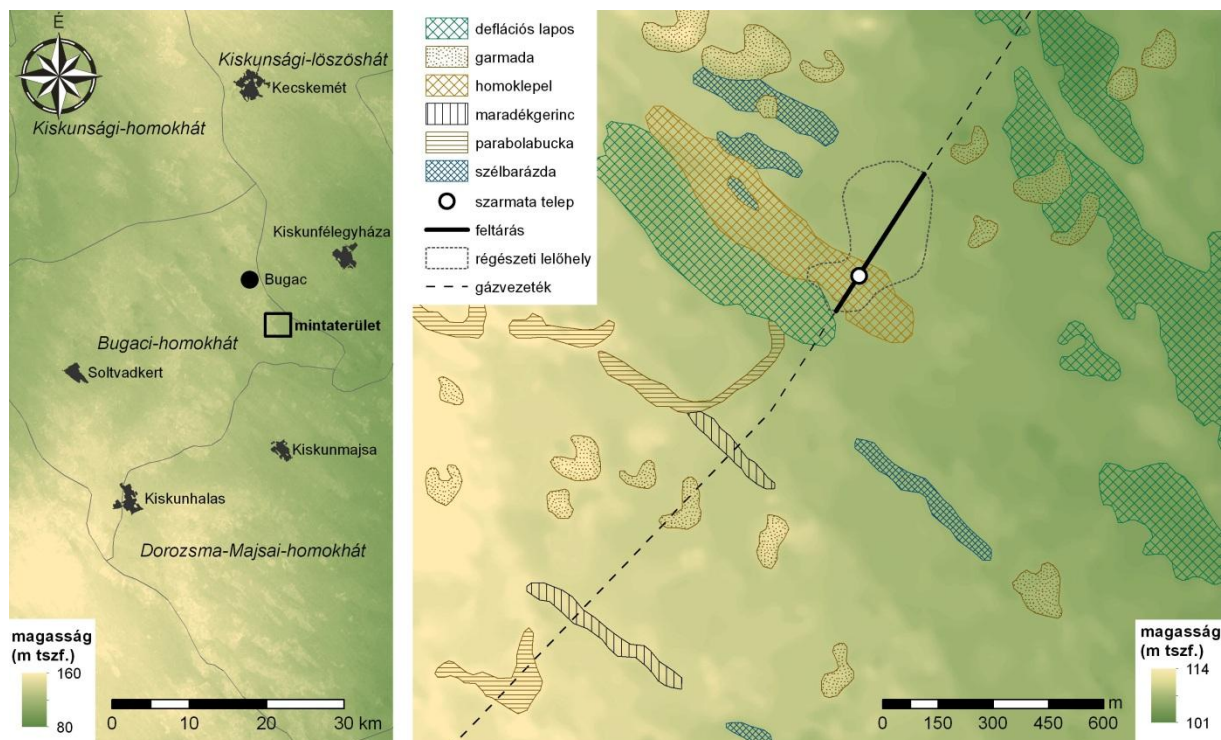 É
Kiskunsági-löszöshát
Kecskemét
Kiskunsági-homokhát
Kiskunfélegyháza
Bugac
mintaterület
Bugaci-homokhát
Soltvadkert
Kiskunmajsa
Kiskunhalas
Dorozsma-Majsai-homokhát
magasság
(m tszf.)
160
80
0 10 20 30 km
deflációs lapos
garmada
homoklepel
maradékgerinc
parabolabucka
szélbarázda
szarmata telep
feltárás
régészeti lelőhely
gázvezeték
magasság
(m tszf.)
114
101
m
0 150 300 450 600